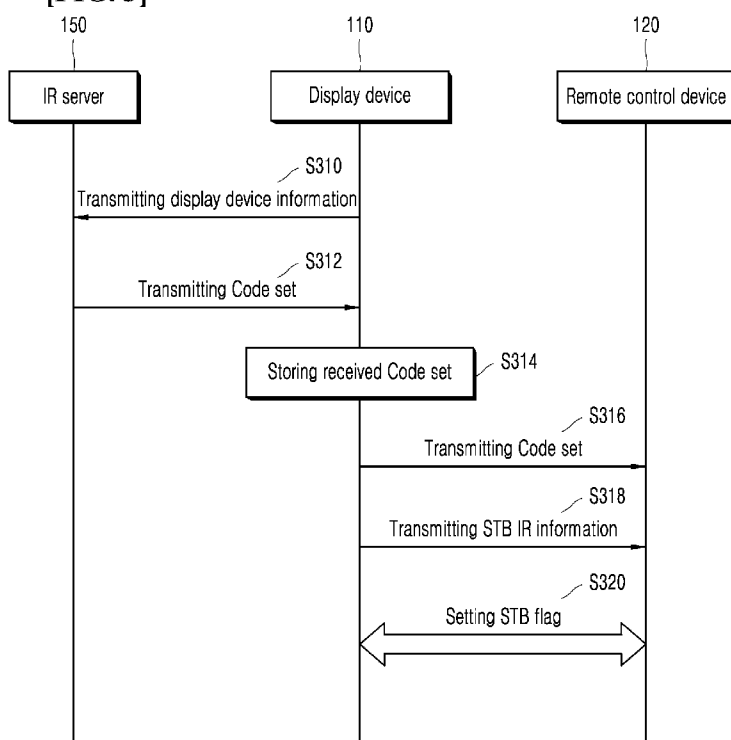 150 110 120
IR server Display device Remote control device
S310
Transmitting display device information
S312
Transmitting Code set
Storing received Code set S314
S316
Transmitting Code set
S318
Transmitting STB IR information
S320
Setting STB flag